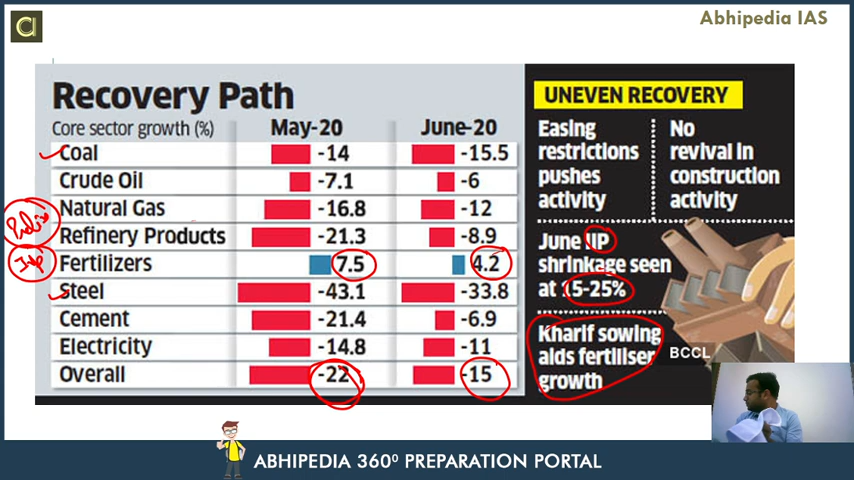 Abhipedia IAS
Recovery Path
Core sector growth (%) May-20 June-20
Coal -14 -15.5
Crude Oil -7.1 -6
Natural Gas -16.8 -12
Refinery Products -21.3 -8.9
Fertilizers 7.5 4.2
Steel -43.1 -33.8
Cement -21.4 -6.9
Electricity -14.8 -11
Overall -22 -15
UNEVEN RECOVERY
Easing
restrictions
pushes
activity
No
revival in
construction
activity
June IIP
shrinkage seen
at 15-25%
Kharif sowing
aids fertiliser
growth
BCCL
ABHIPEDIA 360⁰ PREPARATION PORTAL